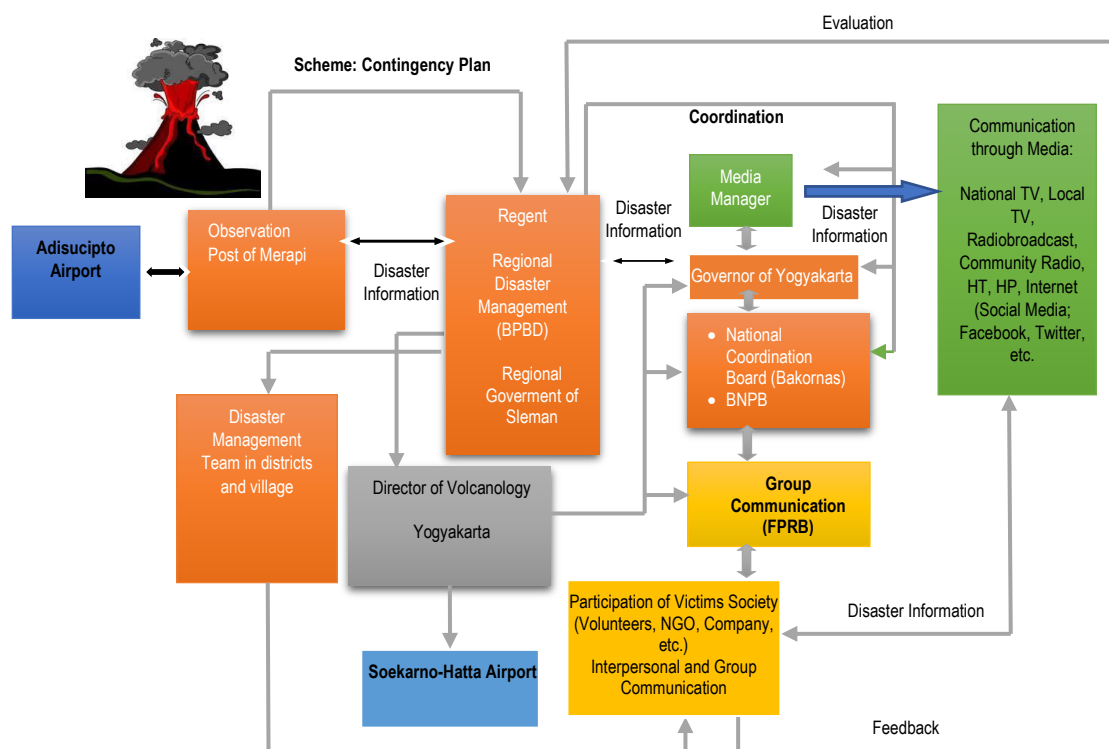 Evaluation
Scheme: Contingency Plan
Coordination
Communication
through Media:
National TV, Local
TV,
Radiobroadcast,
Community Radio,
HT, HP, Internet
(Social Media;
Facebook, Twitter,
etc.
Media
Manager
Disaster
Information
Disaster
Information
Regent
Regional
Disaster
Management
(BPBD)
Regional
Goverment of
Sleman
Observation
Post of Merapi
Adisucipto
Airport
Disaster
Information
Governor of Yogyakarta
• National
Coordination
Board (Bakornas)
• BNPB
Disaster
Management
Team in districts
and village
Director of Volcanology
Yogyakarta
Group
Communication
(FPRB)
Participation of Victims Society
(Volunteers, NGO, Company,
etc.)
Interpersonal and Group
Communication
Disaster Information
Soekarno-Hatta Airport
Feedback